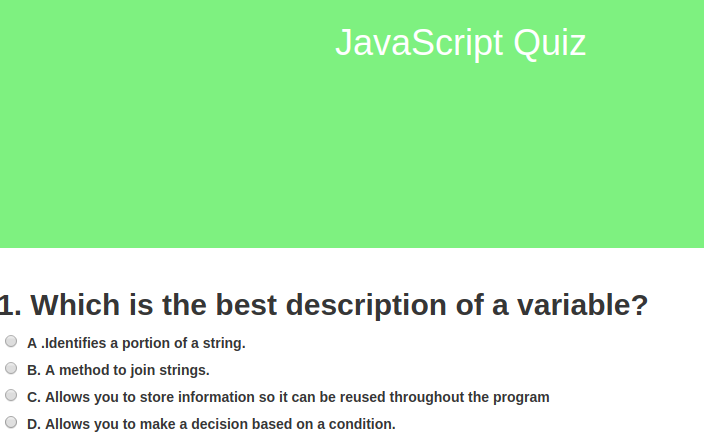 JavaScript Quiz
1. Which is the best description of a variable?
A .Identifies a portion of a string.
B. A method to join strings.
C. Allows you to store information so it can be reused throughout the program
D. Allows you to make a decision based on a condition.